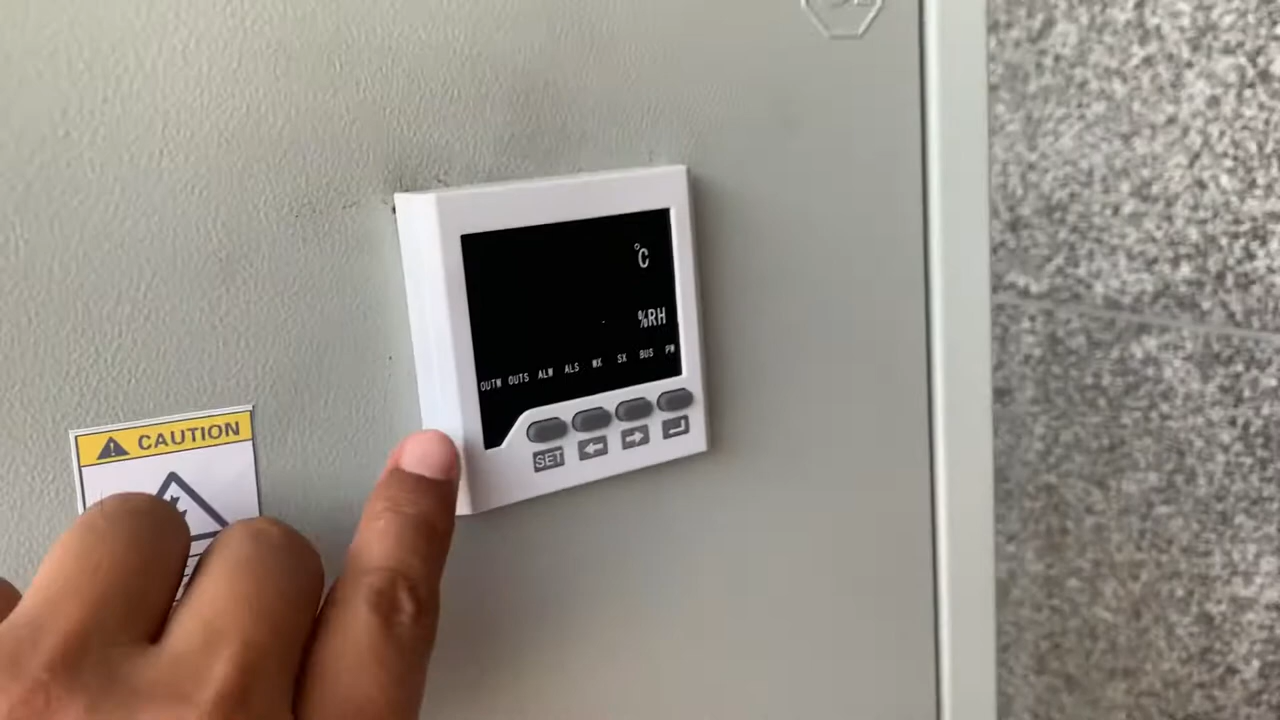 °C
%RH
OUTW OUTS ALW ALS WX SX BUS PW
SET
CAUTION